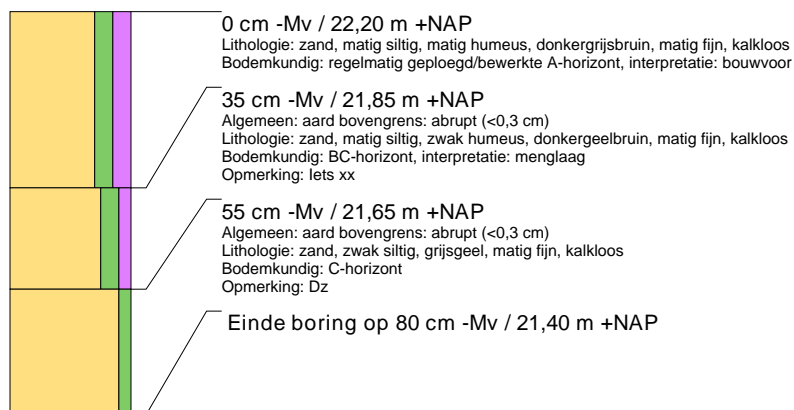 0 cm -Mv / 22,20 m +NAP
Lithologie: zand, matig siltig, matig humeus, donkergrijsbruin, matig fijn, kalkloos
Bodemkundig: regelmatig geploegd/bewerkte A-horizont, interpretatie: bouwvoor
35 cm -Mv / 21,85 m +NAP
Algemeen: aard bovengrens: abrupt (<0,3 cm)
Lithologie: zand, matig siltig, zwak humeus, donkergeelbruin, matig fijn, kalkloos
Bodemkundig: BC-horizont, interpretatie: menglaag
Opmerking: Iets xx
55 cm -Mv / 21,65 m +NAP
Algemeen: aard bovengrens: abrupt (<0,3 cm)
Lithologie: zand, zwak siltig, grijsgeel, matig fijn, kalkloos
Bodemkundig: C-horizont
Opmerking: Dz
Einde boring op 80 cm -Mv / 21,40 m +NAP